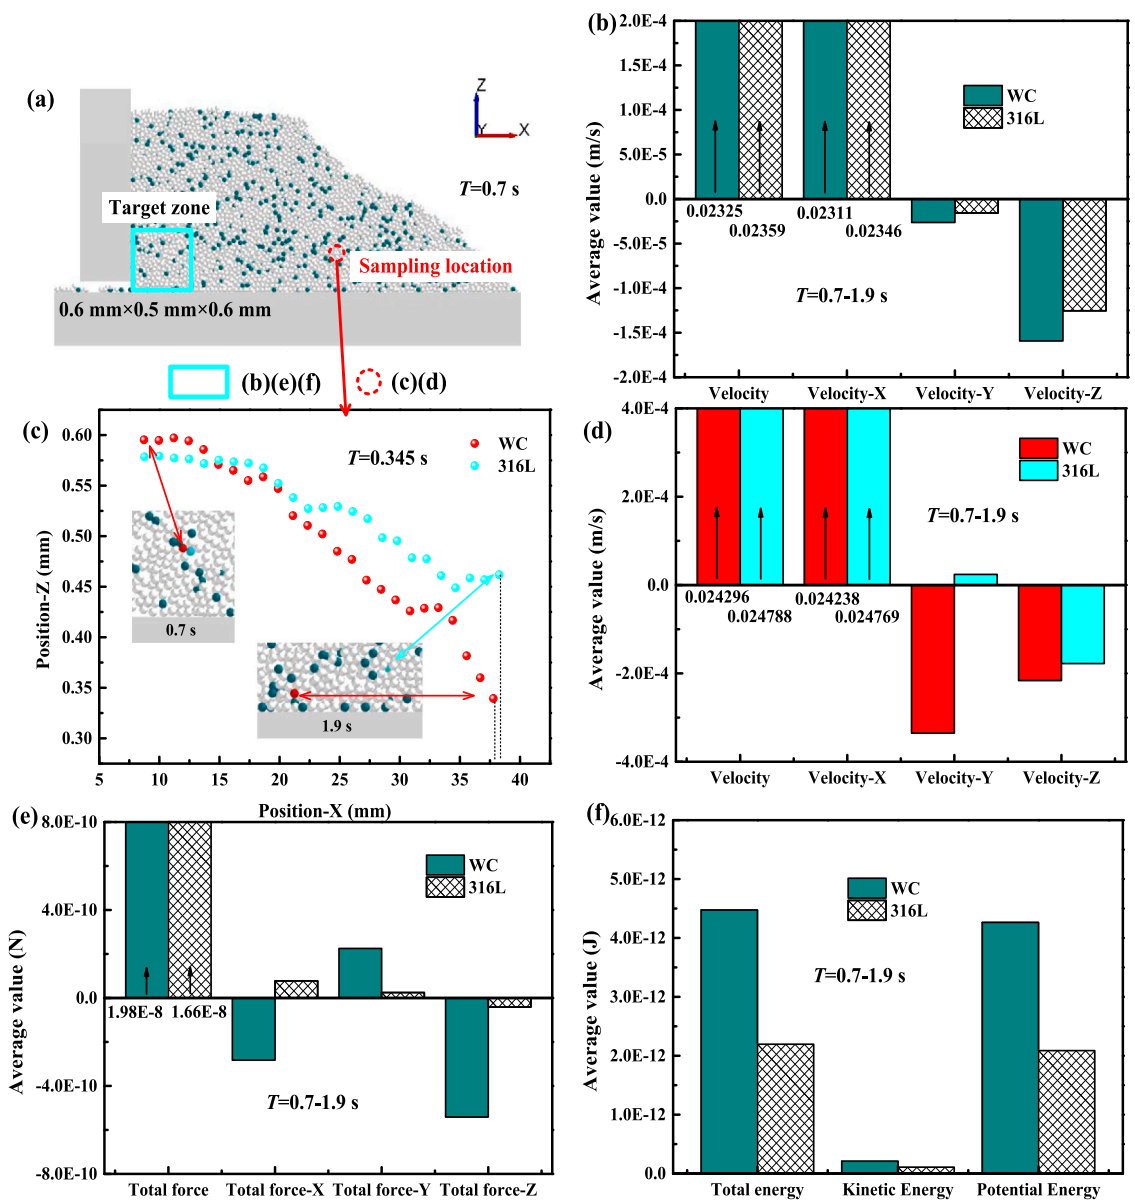 (a)
Z
Y
X
T=0.7 s
Target zone
Sampling location
0.6 mm×0.5 mm×0.6 mm
(b)(e)(f)
(c)(d)
(b)
Average value (m/s)
2.0E-4
1.5E-4
1.0E-4
5.0E-5
0.0
-5.0E-5
-1.0E-4
-1.5E-4
-2.0E-4
WC
316L
0.02325
0.02359
0.02311
0.02346
T=0.7-1.9 s
Velocity
Velocity-X
Velocity-Y
Velocity-Z
(c)
Position-Z (mm)
0.60
0.55
0.50
0.45
0.40
0.35
0.30
T=0.345 s
WC
316L
0.7 s
1.9 s
5
10
15
20
25
30
35
40
Position-X (mm)
(d)
Average value (m/s)
4.0E-4
2.0E-4
0.0
-2.0E-4
-4.0E-4
WC
316L
T=0.7-1.9 s
0.024296
0.024788
0.024238
0.024769
Velocity
Velocity-X
Velocity-Y
Velocity-Z
(e)
Average value (N)
8.0E-10
4.0E-10
0.0
-4.0E-10
-8.0E-10
WC
316L
1.98E-8
1.66E-8
T=0.7-1.9 s
Total force
Total force-X
Total force-Y
Total force-Z
(f)
Average value (J)
6.0E-12
5.0E-12
4.0E-12
3.0E-12
2.0E-12
1.0E-12
0.0
WC
316L
T=0.7-1.9 s
Total energy
Kinetic Energy
Potential Energy